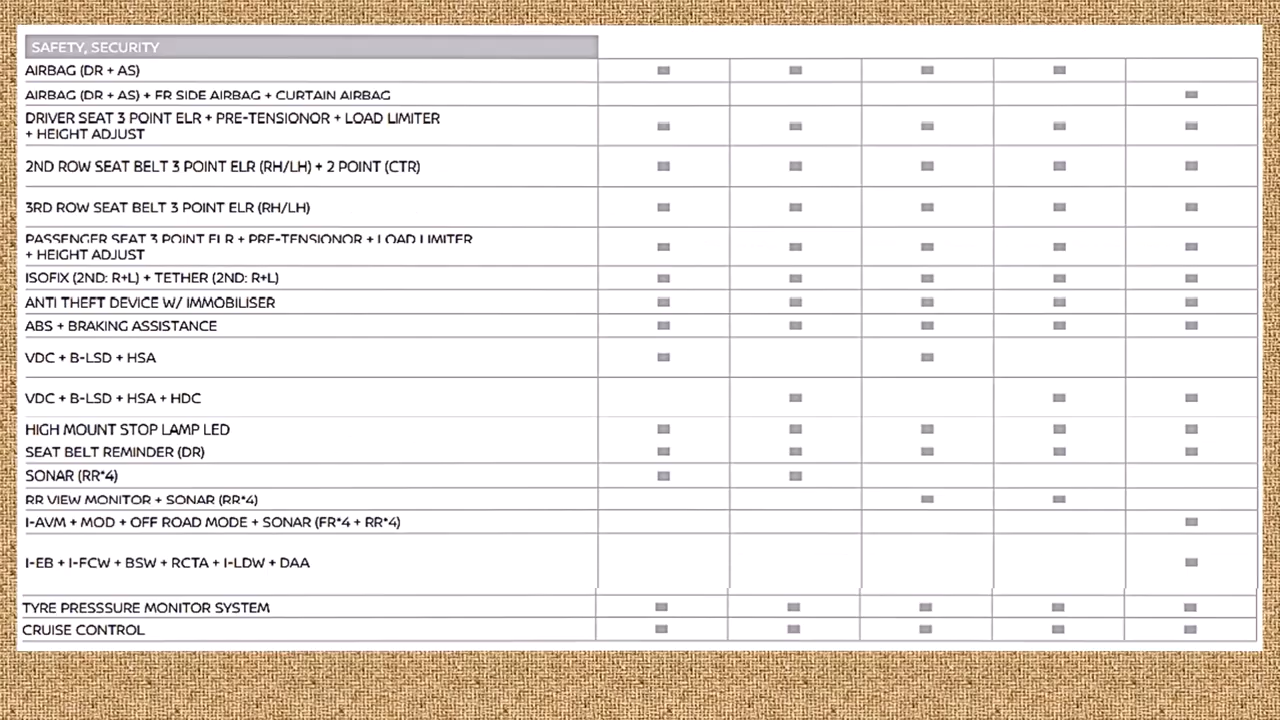 SAFETY, SECURITY
AIRBAG (DR + AS)
AIRBAG (DR + AS) + FR SIDE AIRBAG + CURTAIN AIRBAG
DRIVER SEAT 3 POINT ELR + PRE-TENSIONOR + LOAD LIMITER
+ HEIGHT ADJUST
2ND ROW SEAT BELT 3 POINT ELR (RH/LH) + 2 POINT (CTR)
3RD ROW SEAT BELT 3 POINT ELR (RH/LH)
PASSENGER SEAT 3 POINT ELR + PRE-TENSIONOR + LOAD LIMITER
+ HEIGHT ADJUST
ISOFIX (2ND: R+L) + TETHER (2ND: R+L)
ANTI THEFT DEVICE W/ IMMOBILISER
ABS + BRAKING ASSISTANCE
VDC + B-LSD + HSA
VDC + B-LSD + HSA + HDC
HIGH MOUNT STOP LAMP LED
SEAT BELT REMINDER (DR)
SONAR (RR*4)
RR VIEW MONITOR + SONAR (RR*4)
I-AVM + MOD + OFF ROAD MODE + SONAR (FR*4 + RR*4)
I-EB + I-FCW + BSW + RCTA + I-LDW + DAA
TYRE PRESSSURE MONITOR SYSTEM
CRUISE CONTROL